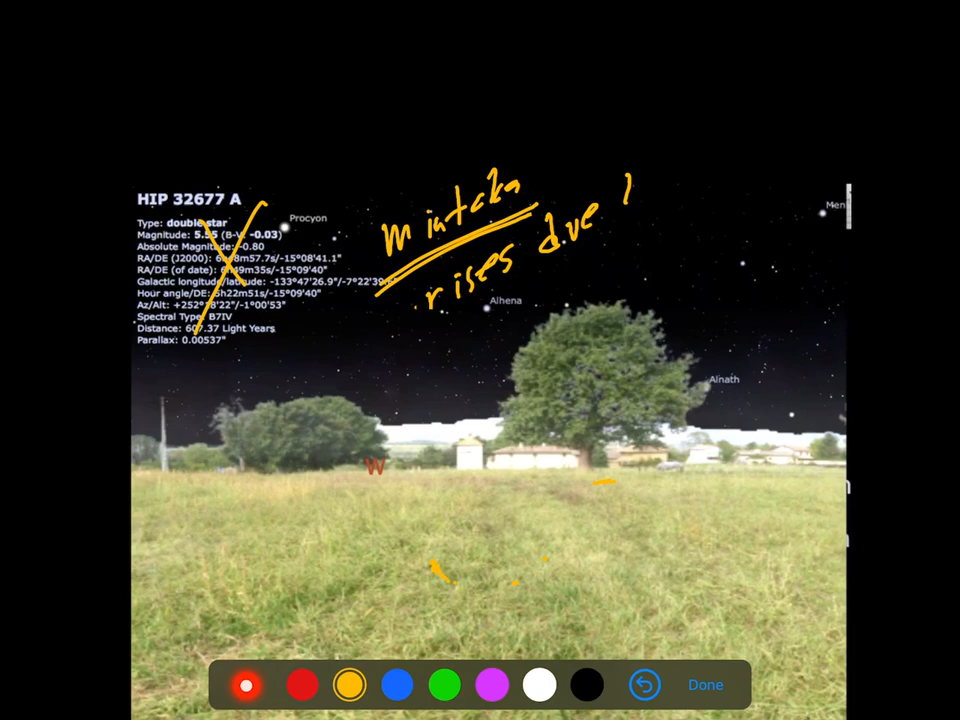 HIP 32677 A
Type: double star
Procyon
Magnitude: 5.55 (B-V: -0.03)
Absolute Magnitude: -0.80
RA/DE (J2000): 6h48m57.7s/-15°08'41.1"
RA/DE (of date): 6h49m35s/-15°09'40"
Galactic longitude/latitude: -133°47'26.9"/-7°22'39.6"
Hour angle/DE: 5h22m51s/-15°09'40"
Az/Alt: +252°18'22"/-1°00'53"
Spectral Type: B7IV
Distance: 607.37 Light Years
Parallax: 0.00537"
Mintaka
rises due
Men
Alhena
Alnath
W
Done